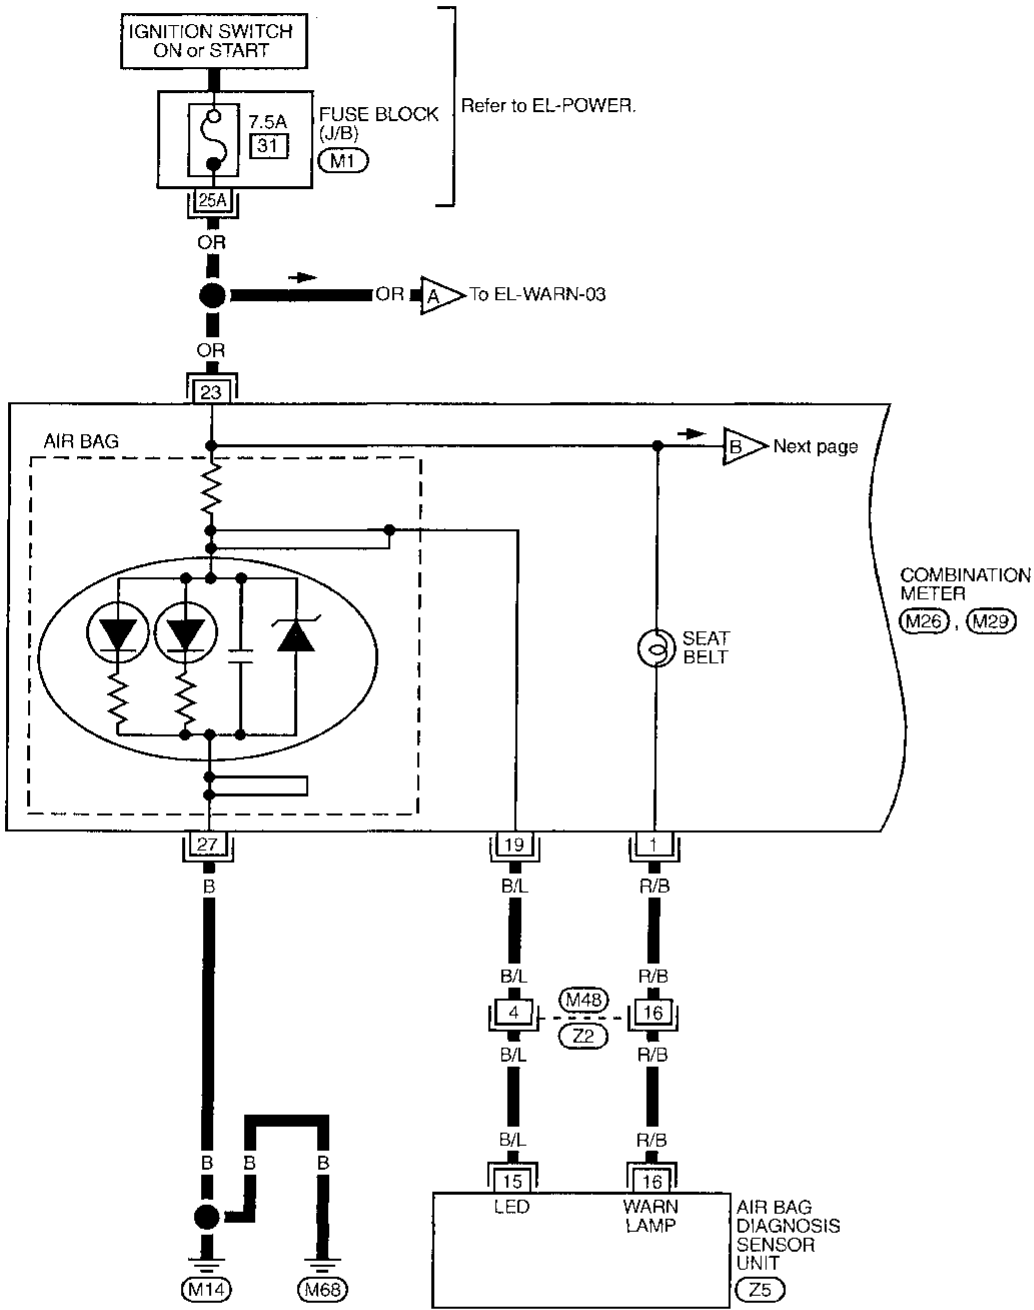 IGNITION SWITCH
ON or START
Refer to EL-POWER.
7.5A
31
FUSE BLOCK
(J/B)
M1
25A
OR
OR
A
To EL-WARN-03
OR
23
AIR BAG
B
Next page
COMBINATION
METER
M26 , M29
SEAT
BELT
27
19
1
B
B/L
R/B
B/L
R/B
4
M48
16
Z2
B/L
R/B
B/L
R/B
B
B
B
15
16
LED
WARN
LAMP
AIR BAG
DIAGNOSIS
SENSOR
UNIT
Z5
M14
M68